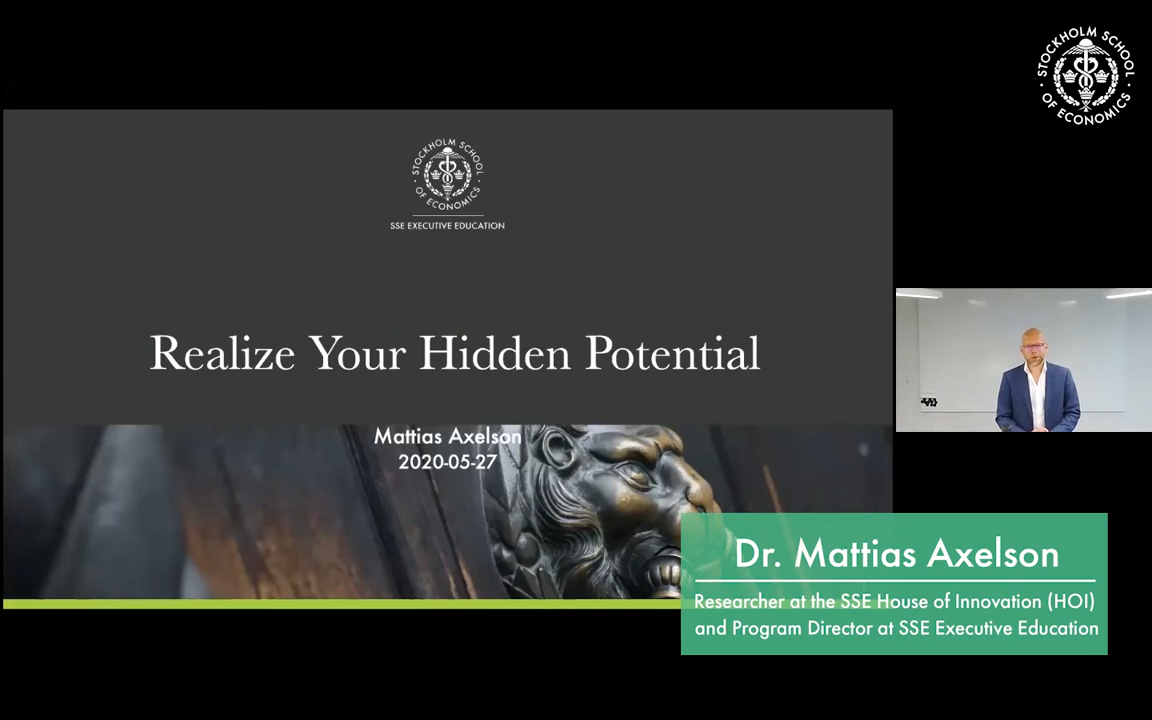 STOCKHOLM SCHOOL
OF ECONOMICS
STOCKHOLM SCHOOL
OF ECONOMICS
SSE EXECUTIVE EDUCATION
Realize Your Hidden Potential
Mattias Axelson
2020-05-27
Dr. Mattias Axelson
Researcher at the SSE House of Innovation (HOI)
and Program Director at SSE Executive Education